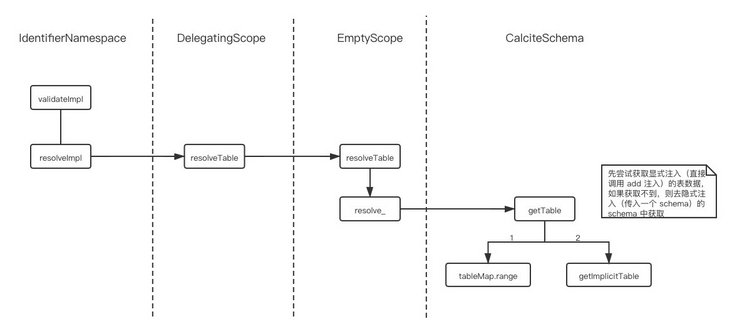 IdentifierNamespace
DelegatingScope
EmptyScope
CalciteSchema
validateImpl
resolveImpl
resolveTable
resolveTable
resolve_
getTable
先尝试获取显式注入（直接
调用 add 注入）的表数据，
如果获取不到，则去隐式注
入（传入一个 schema）的
schema 中获取
1
2
tableMap.range
getImplicitTable